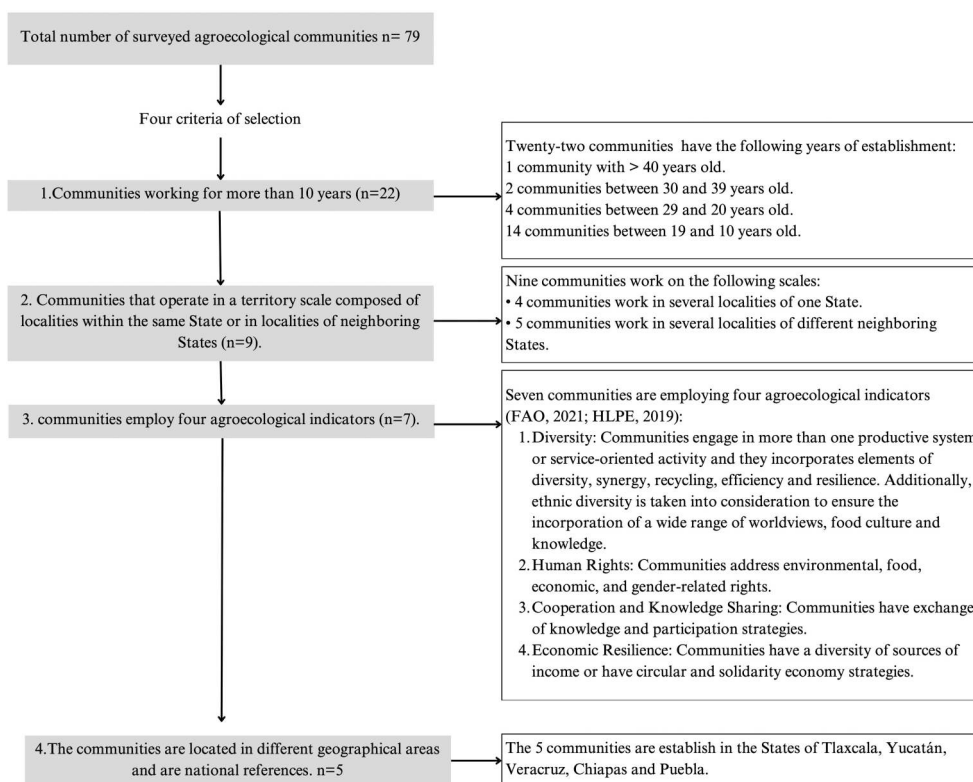 Total number of surveyed agroecological communities n= 79
Four criteria of selection
1.Communities working for more than 10 years (n=22)
Twenty-two communities have the following years of establishment:
1 community with > 40 years old.
2 communities between 30 and 39 years old.
4 communities between 29 and 20 years old.
14 communities between 19 and 10 years old.
2. Communities that operate in a territory scale composed of
localities within the same State or in localities of neighboring
States (n=9).
Nine communities work on the following scales:
• 4 communities work in several localities of one State.
• 5 communities work in several localities of different neighboring
States.
3. communities employ four agroecological indicators (n=7).
Seven communities are employing four agroecological indicators
(FAO, 2021; HLPE, 2019):
1. Diversity: Communities engage in more than one productive system
or service-oriented activity and they incorporates elements of
diversity, synergy, recycling, efficiency and resilience. Additionally,
ethnic diversity is taken into consideration to ensure the
incorporation of a wide range of worldviews, food culture and
knowledge.
2. Human Rights: Communities address environmental, food,
economic, and gender-related rights.
3. Cooperation and Knowledge Sharing: Communities have exchange
of knowledge and participation strategies.
4. Economic Resilience: Communities have a diversity of sources of
income or have circular and solidarity economy strategies.
4.The communities are located in different geographical areas
and are national references. n=5
The 5 communities are establish in the States of Tlaxcala, Yucatán,
Veracruz, Chiapas and Puebla.